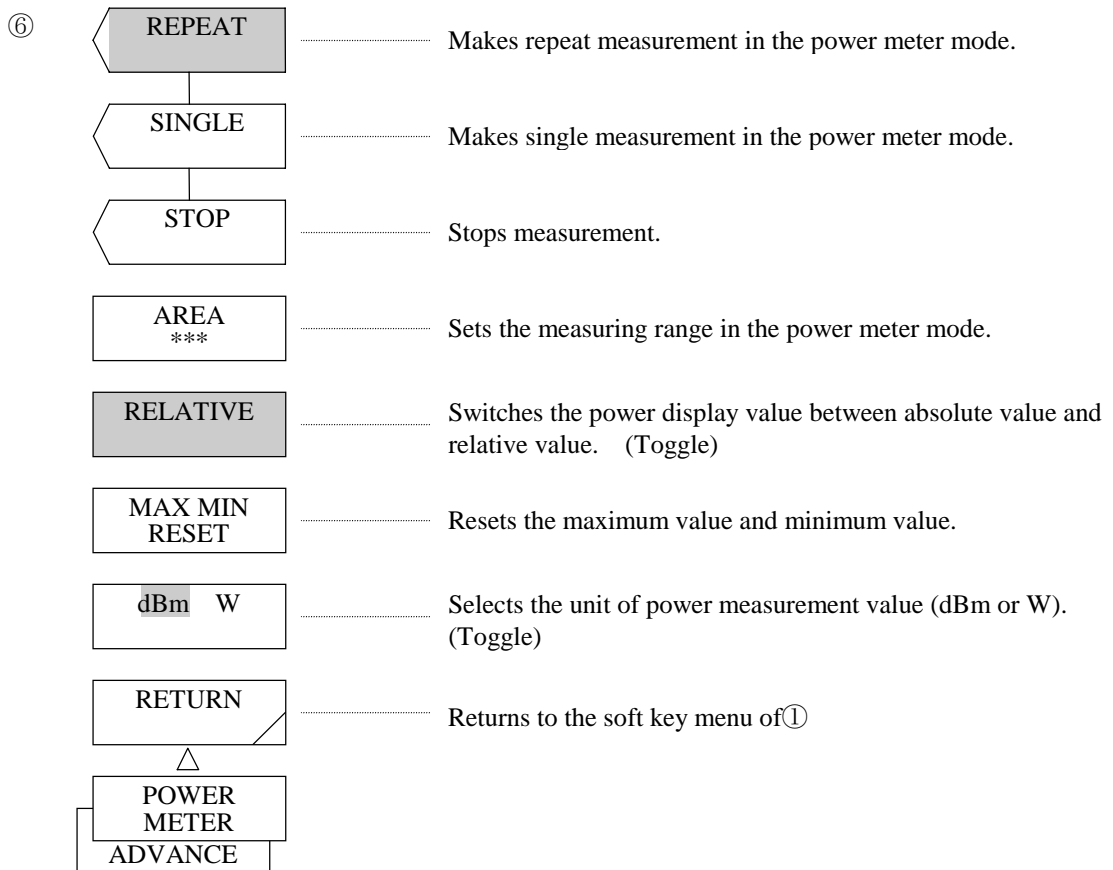 ⑥
REPEAT
Makes repeat measurement in the power meter mode.
SINGLE
Makes single measurement in the power meter mode.
STOP
Stops measurement.
AREA
***
Sets the measuring range in the power meter mode.
RELATIVE
Switches the power display value between absolute value and
relative value. (Toggle)
MAX MIN
RESET
Resets the maximum value and minimum value.
dBm W
Selects the unit of power measurement value (dBm or W).
(Toggle)
RETURN
Returns to the soft key menu of①
POWER
METER
ADVANCE